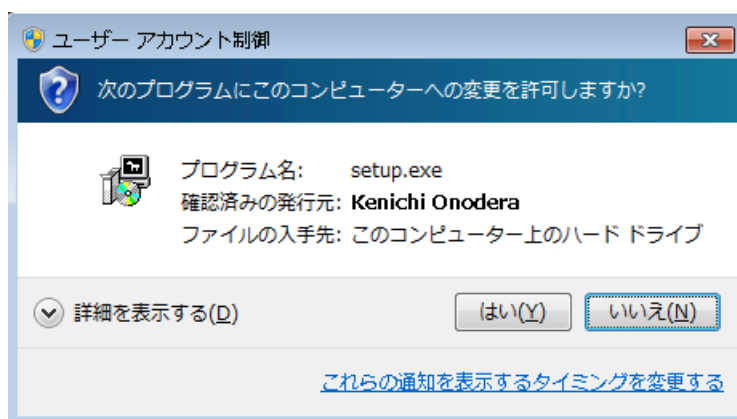 ユーザー アカウント制御
次のプログラムにこのコンピューターへの変更を許可しますか?
プログラム名: setup.exe
確認済みの発行元: Kenichi Onodera
ファイルの入手先: このコンピューター上のハード ドライブ
詳細を表示する(D) はい(Y) いいえ(N)
これらの通知を表示するタイミングを変更する